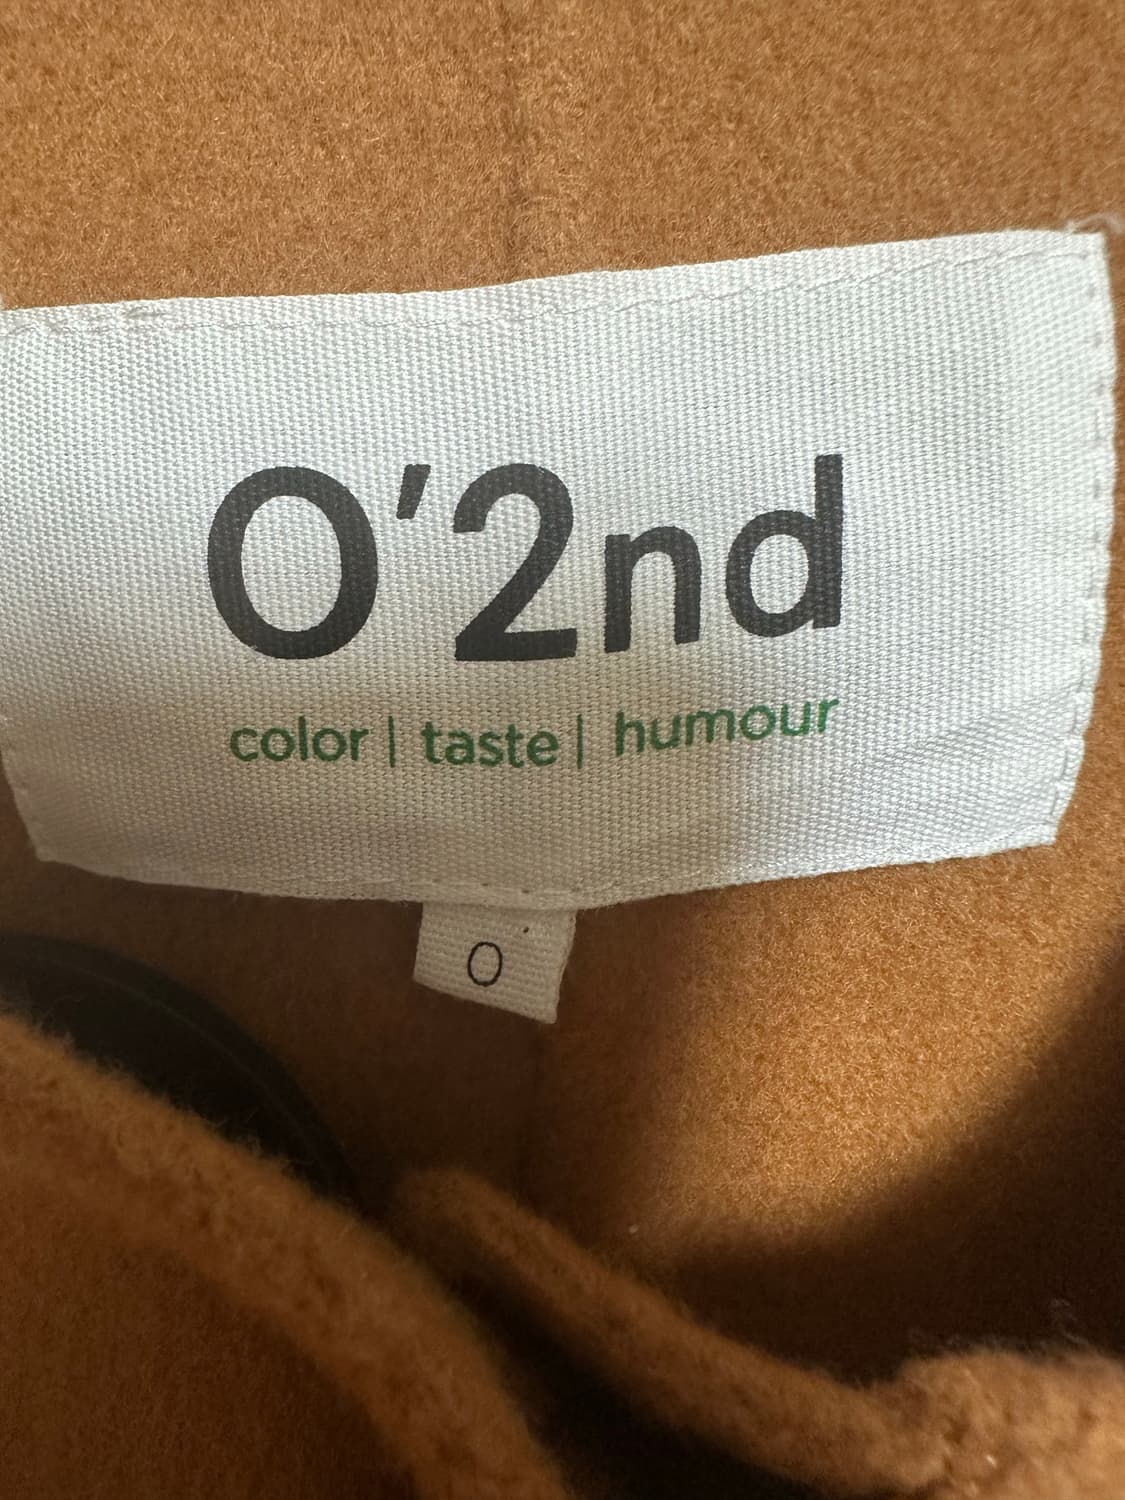 O'2nd
color | taste | humour
0